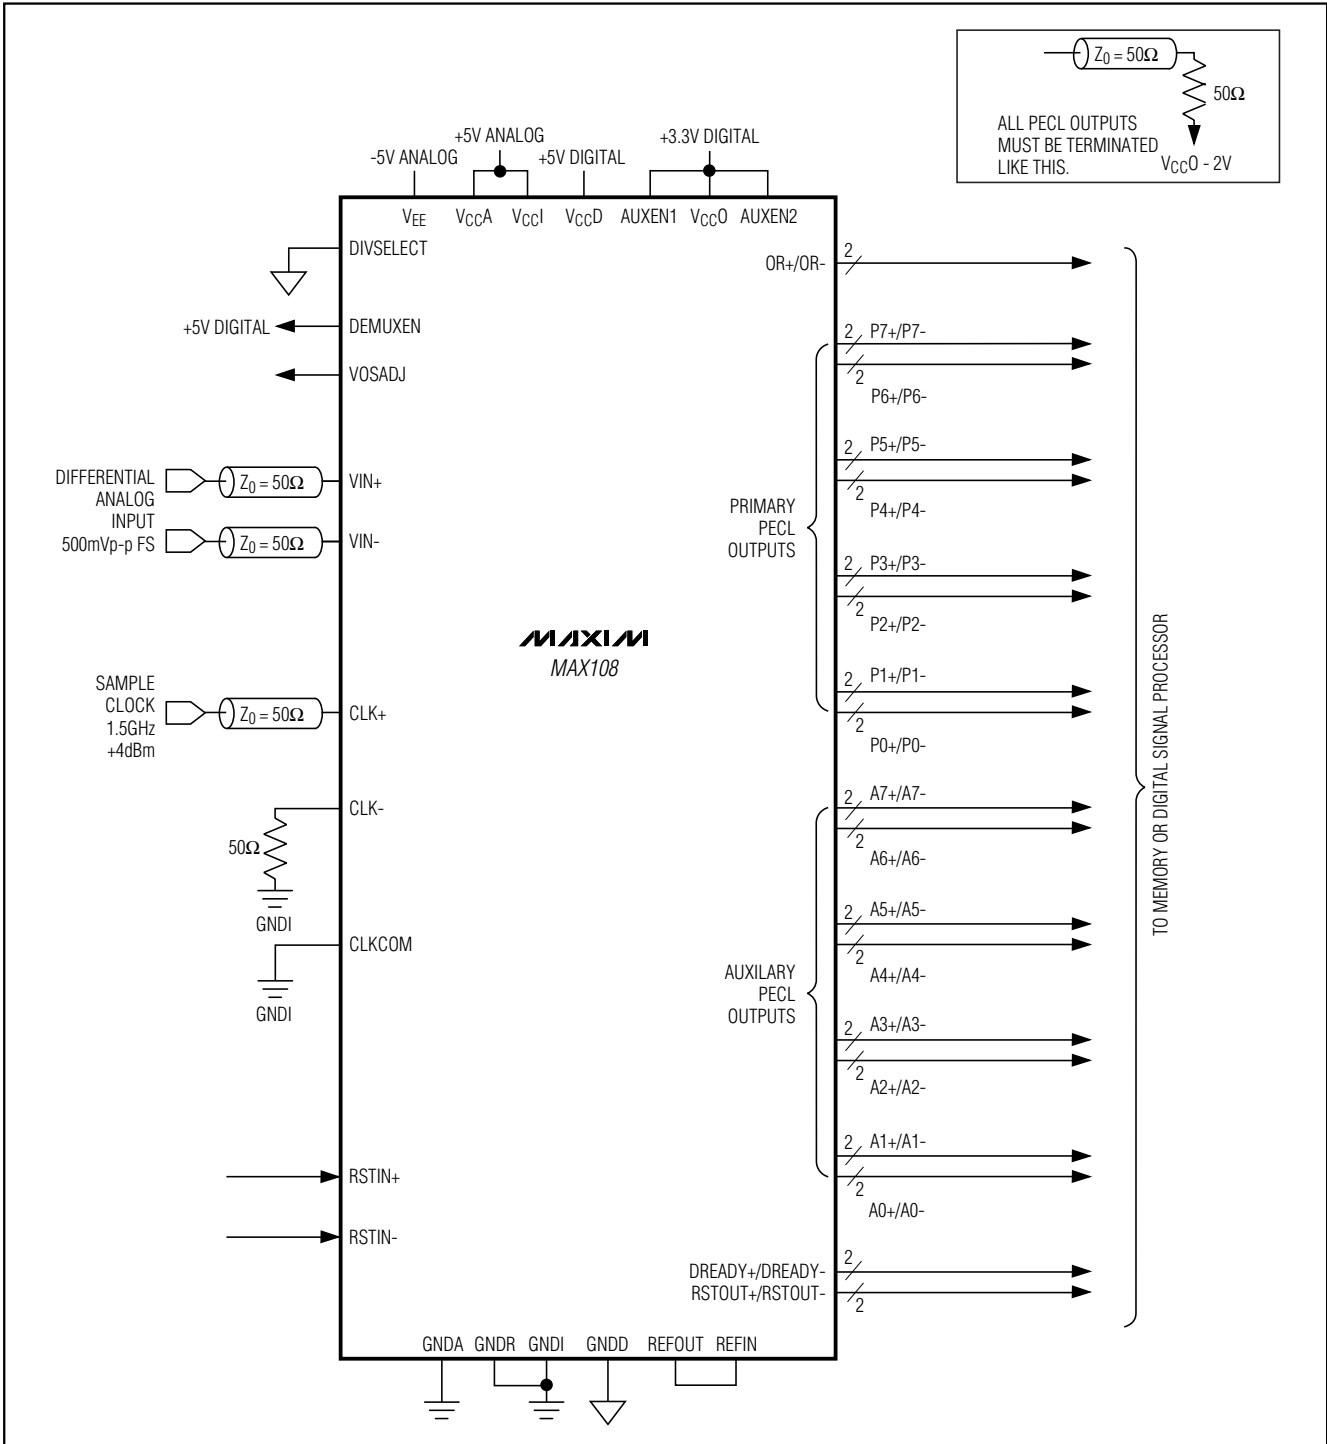 Z0 = 50Ω
50Ω
ALL PECL OUTPUTS
MUST BE TERMINATED
LIKE THIS.
VCCO - 2V
-5V ANALOG
+5V ANALOG
+5V DIGITAL
+3.3V DIGITAL
VEE
VCCA
VCCI
VCCD
AUXEN1
VCCO
AUXEN2
DIVSELECT
+5V DIGITAL
DEMUXEN
VOSADJ
DIFFERENTIAL
ANALOG
INPUT
500mVp-p FS
Z0 = 50Ω
VIN+
Z0 = 50Ω
VIN-
MAXIM
MAX108
SAMPLE
CLOCK
1.5GHz
+4dBm
Z0 = 50Ω
CLK+
CLK-
50Ω
GNDI
CLKCOM
GNDI
RSTIN+
RSTIN-
OR+/OR-
2
PRIMARY
PECL
OUTPUTS
2
P7+/P7-
2
P6+/P6-
2
P5+/P5-
2
P4+/P4-
2
P3+/P3-
2
P2+/P2-
2
P1+/P1-
2
P0+/P0-
AUXILARY
PECL
OUTPUTS
2
A7+/A7-
2
A6+/A6-
2
A5+/A5-
2
A4+/A4-
2
A3+/A3-
2
A2+/A2-
2
A1+/A1-
2
A0+/A0-
DREADY+/DREADY-
2
RSTOUT+/RSTOUT-
2
TO MEMORY OR DIGITAL SIGNAL PROCESSOR
GNDA
GNDR
GNDI
GNDD
REFOUT
REFIN